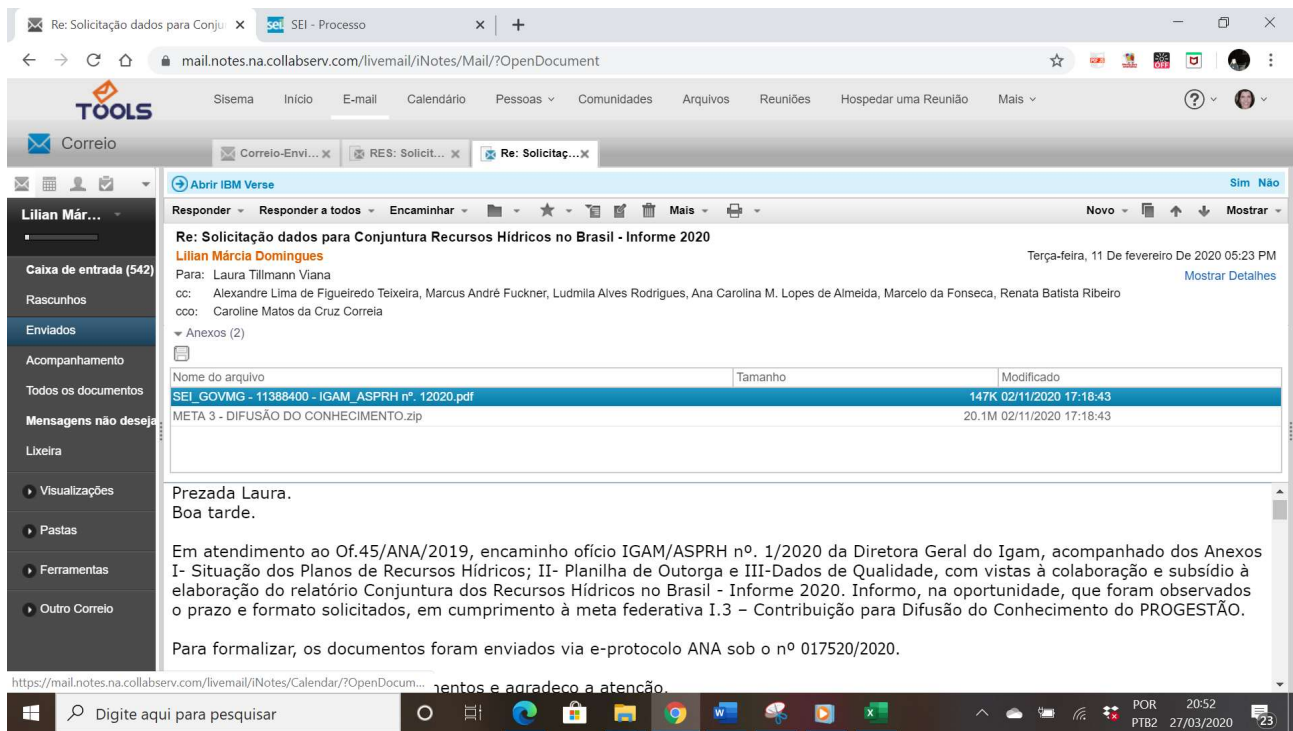 Re: Solicitação dados para Conju
SEI - Processo
mail.notes.na.collabserv.com/livemail/iNotes/Mail/?OpenDocument
TOOLS
Sisema Início E-mail Calendário Pessoas Comunidades Arquivos Reuniões Hospedar uma Reunião Mais
Correio
Correio-Envi... RES: Solicit... Re: Solicitaç...
Abrir IBM Verse Sim Não
Lilian Már...
Responder Responder a todos Encaminhar Mais Novo Mostrar
Re: Solicitação dados para Conjuntura Recursos Hídricos no Brasil - Informe 2020
Lilian Márcia Domingues Terça-feira, 11 De fevereiro De 2020 05:23 PM
Para: Laura Tillmann Viana Mostrar Detalhes
cc: Alexandre Lima de Figueiredo Teixeira, Marcus André Fuckner, Ludmila Alves Rodrigues, Ana Carolina M. Lopes de Almeida, Marcelo da Fonseca, Renata Batista Ribeiro
cco: Caroline Matos da Cruz Correia
Anexos (2)
Nome do arquivo Tamanho Modificado
SEI_GOVMG - 11388400 - IGAM_ASPRH nº. 12020.pdf 147K 02/11/2020 17:18:43
META 3 - DIFUSÃO DO CONHECIMENTO.zip 20.1M 02/11/2020 17:18:43
Caixa de entrada (542)
Rascunhos
Enviados
Acompanhamento
Todos os documentos
Mensagens não deseja
Lixeira
Visualizações
Pastas
Ferramentas
Outro Correio
Prezada Laura.
Boa tarde.
Em atendimento ao Of.45/ANA/2019, encaminho ofício IGAM/ASPRH nº. 1/2020 da Diretora Geral do Igam, acompanhado dos Anexos
I- Situação dos Planos de Recursos Hídricos; II- Planilha de Outorga e III-Dados de Qualidade, com vistas à colaboração e subsídio à
elaboração do relatório Conjuntura dos Recursos Hídricos no Brasil - Informe 2020. Informo, na oportunidade, que foram observados
o prazo e formato solicitados, em cumprimento à meta federativa I.3 – Contribuição para Difusão do Conhecimento do PROGESTÃO.
Para formalizar, os documentos foram enviados via e-protocolo ANA sob o nº 017520/2020.
https://mail.notes.na.collabserv.com/livemail/iNotes/Calendar/?OpenDocum... mentos e agradeço a atenção.
Digite aqui para pesquisar
POR 20:52
PTB2 27/03/2020
23